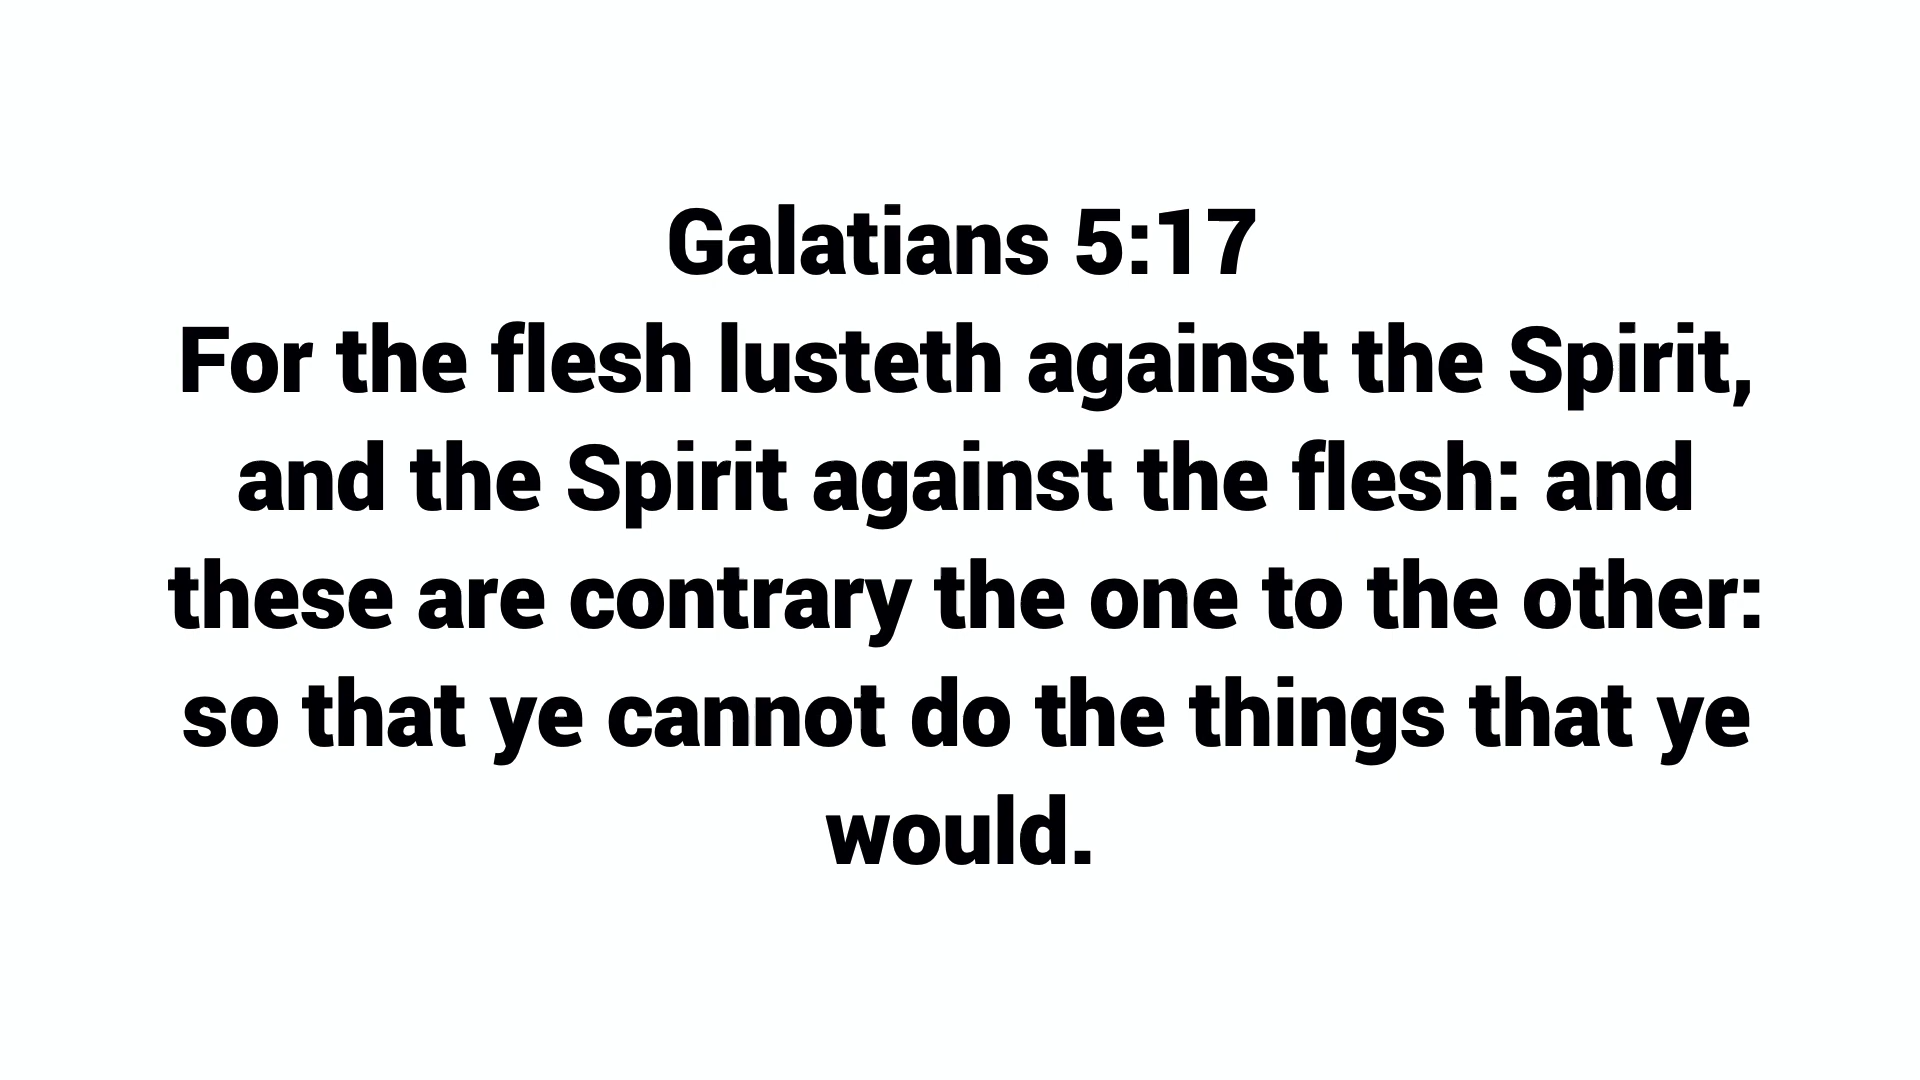 Galatians 5:17
For the flesh lusteth against the Spirit,
and the Spirit against the flesh: and
these are contrary the one to the other:
so that ye cannot do the things that ye
would.